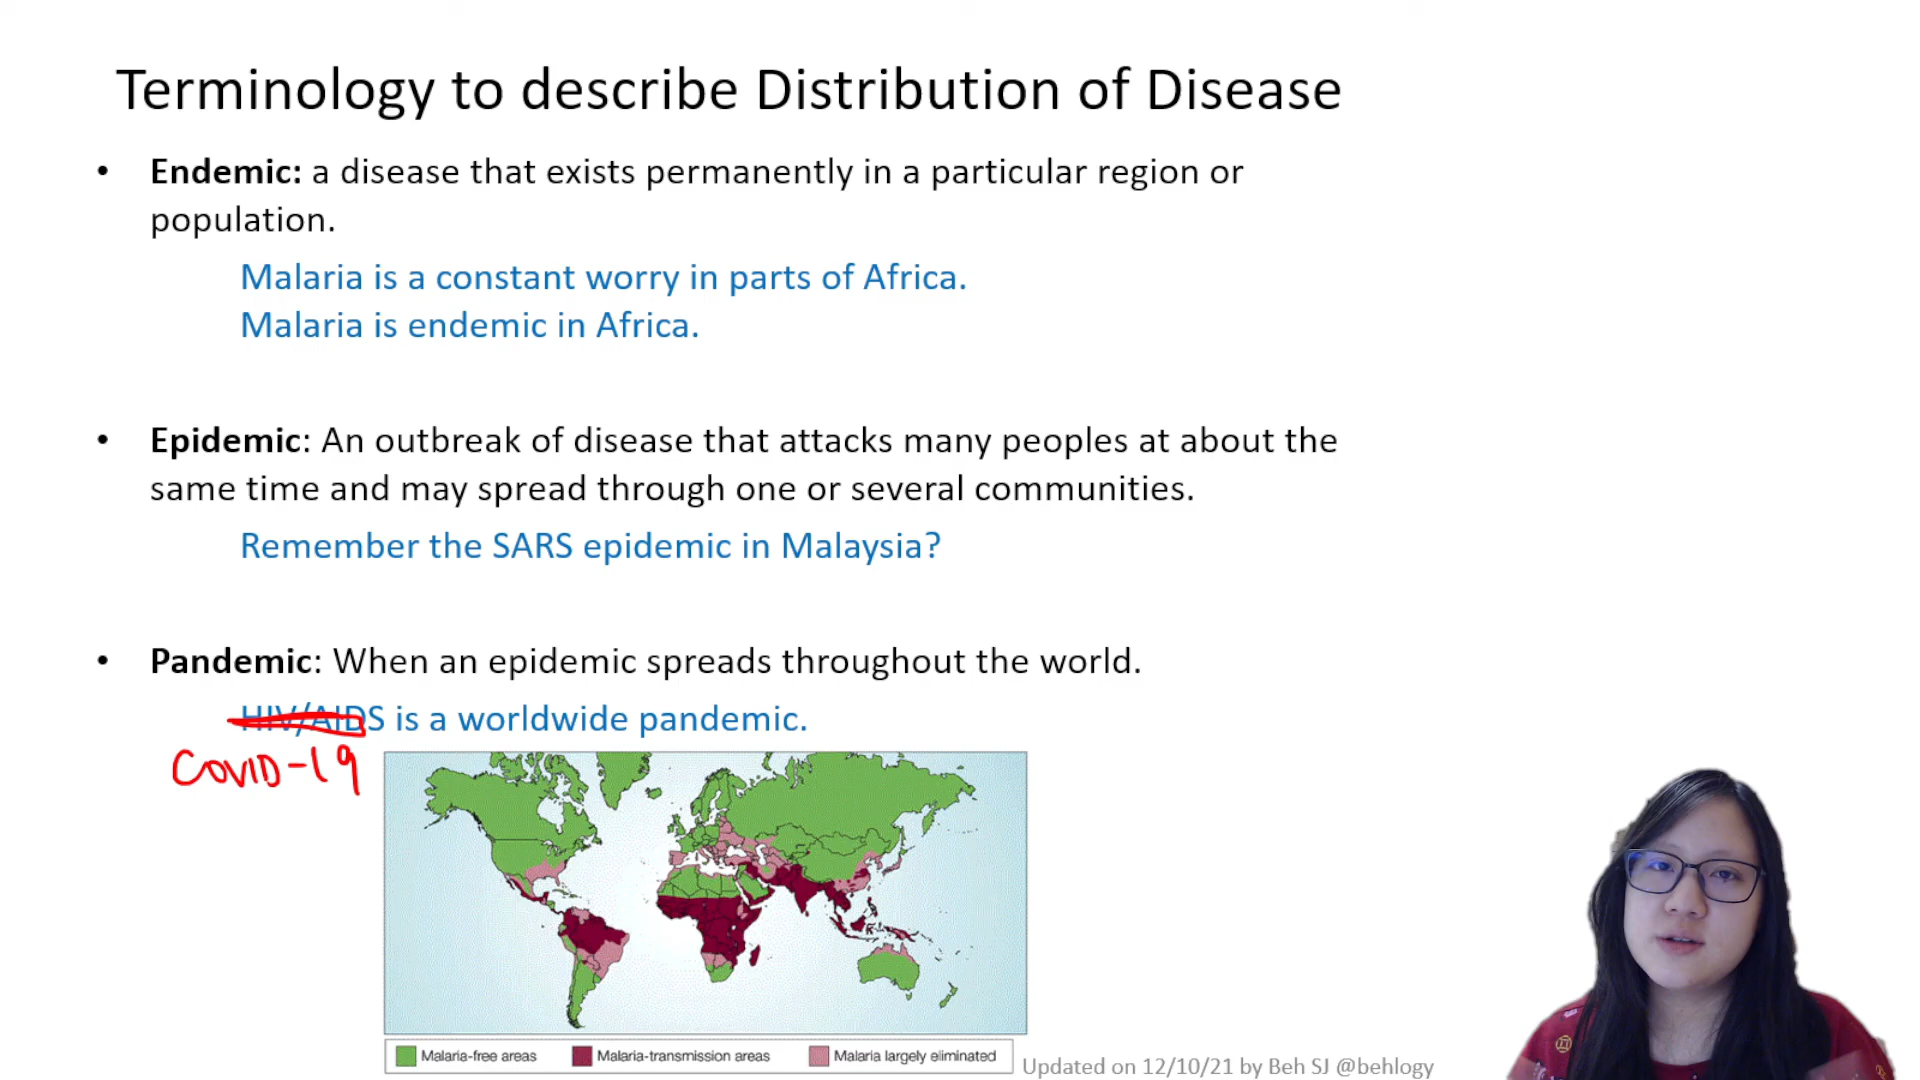 Terminology to describe Distribution of Disease
• Endemic: a disease that exists permanently in a particular region or
population.
Malaria is a constant worry in parts of Africa.
Malaria is endemic in Africa.
• Epidemic: An outbreak of disease that attacks many peoples at about the
same time and may spread through one or several communities.
Remember the SARS epidemic in Malaysia?
• Pandemic: When an epidemic spreads throughout the world.
HIV/AIDS is a worldwide pandemic.
COVID-19
Malaria-free areas Malaria-transmission areas Malaria largely eliminated
Updated on 12/10/21 by Beh SJ @behlogy